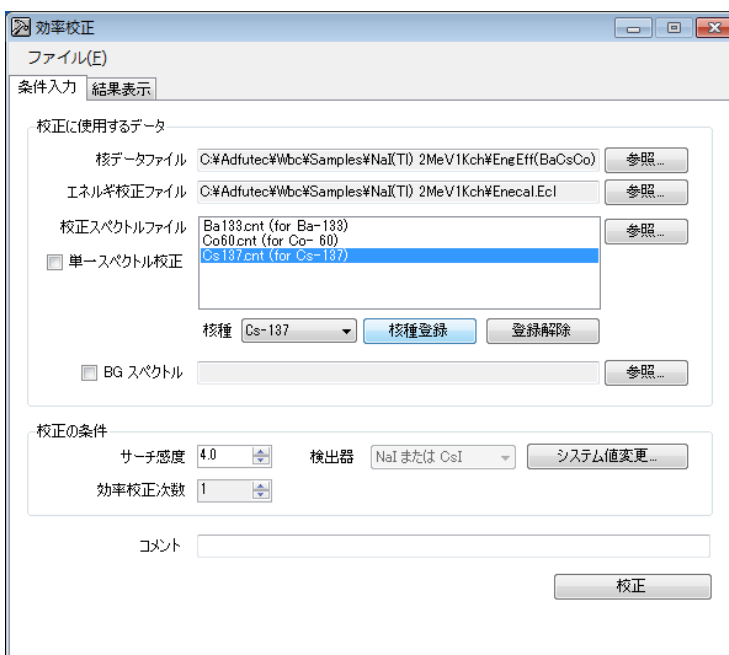 効率校正
ファイル(F)
条件入力 結果表示
校正に使用するデータ
核データファイル C:¥Adfutec¥Wbc¥Samples¥NaI(Tl) 2MeV1Kch¥EngEff(BaCsCo) 参照...
エネルギ校正ファイル C:¥Adfutec¥Wbc¥Samples¥NaI(Tl) 2MeV1Kch¥Enecal.Ecl 参照...
校正スペクトルファイル Ba133.cnt (for Ba-133) 参照...
Co60.cnt (for Co- 60)
単一スペクトル校正 Cs137.cnt (for Cs-137)
核種 Cs-137 核種登録 登録解除
BG スペクトル 参照...
校正の条件
サーチ感度 4.0 検出器 NaI または CsI システム値変更...
効率校正次数 1
コメント
校正